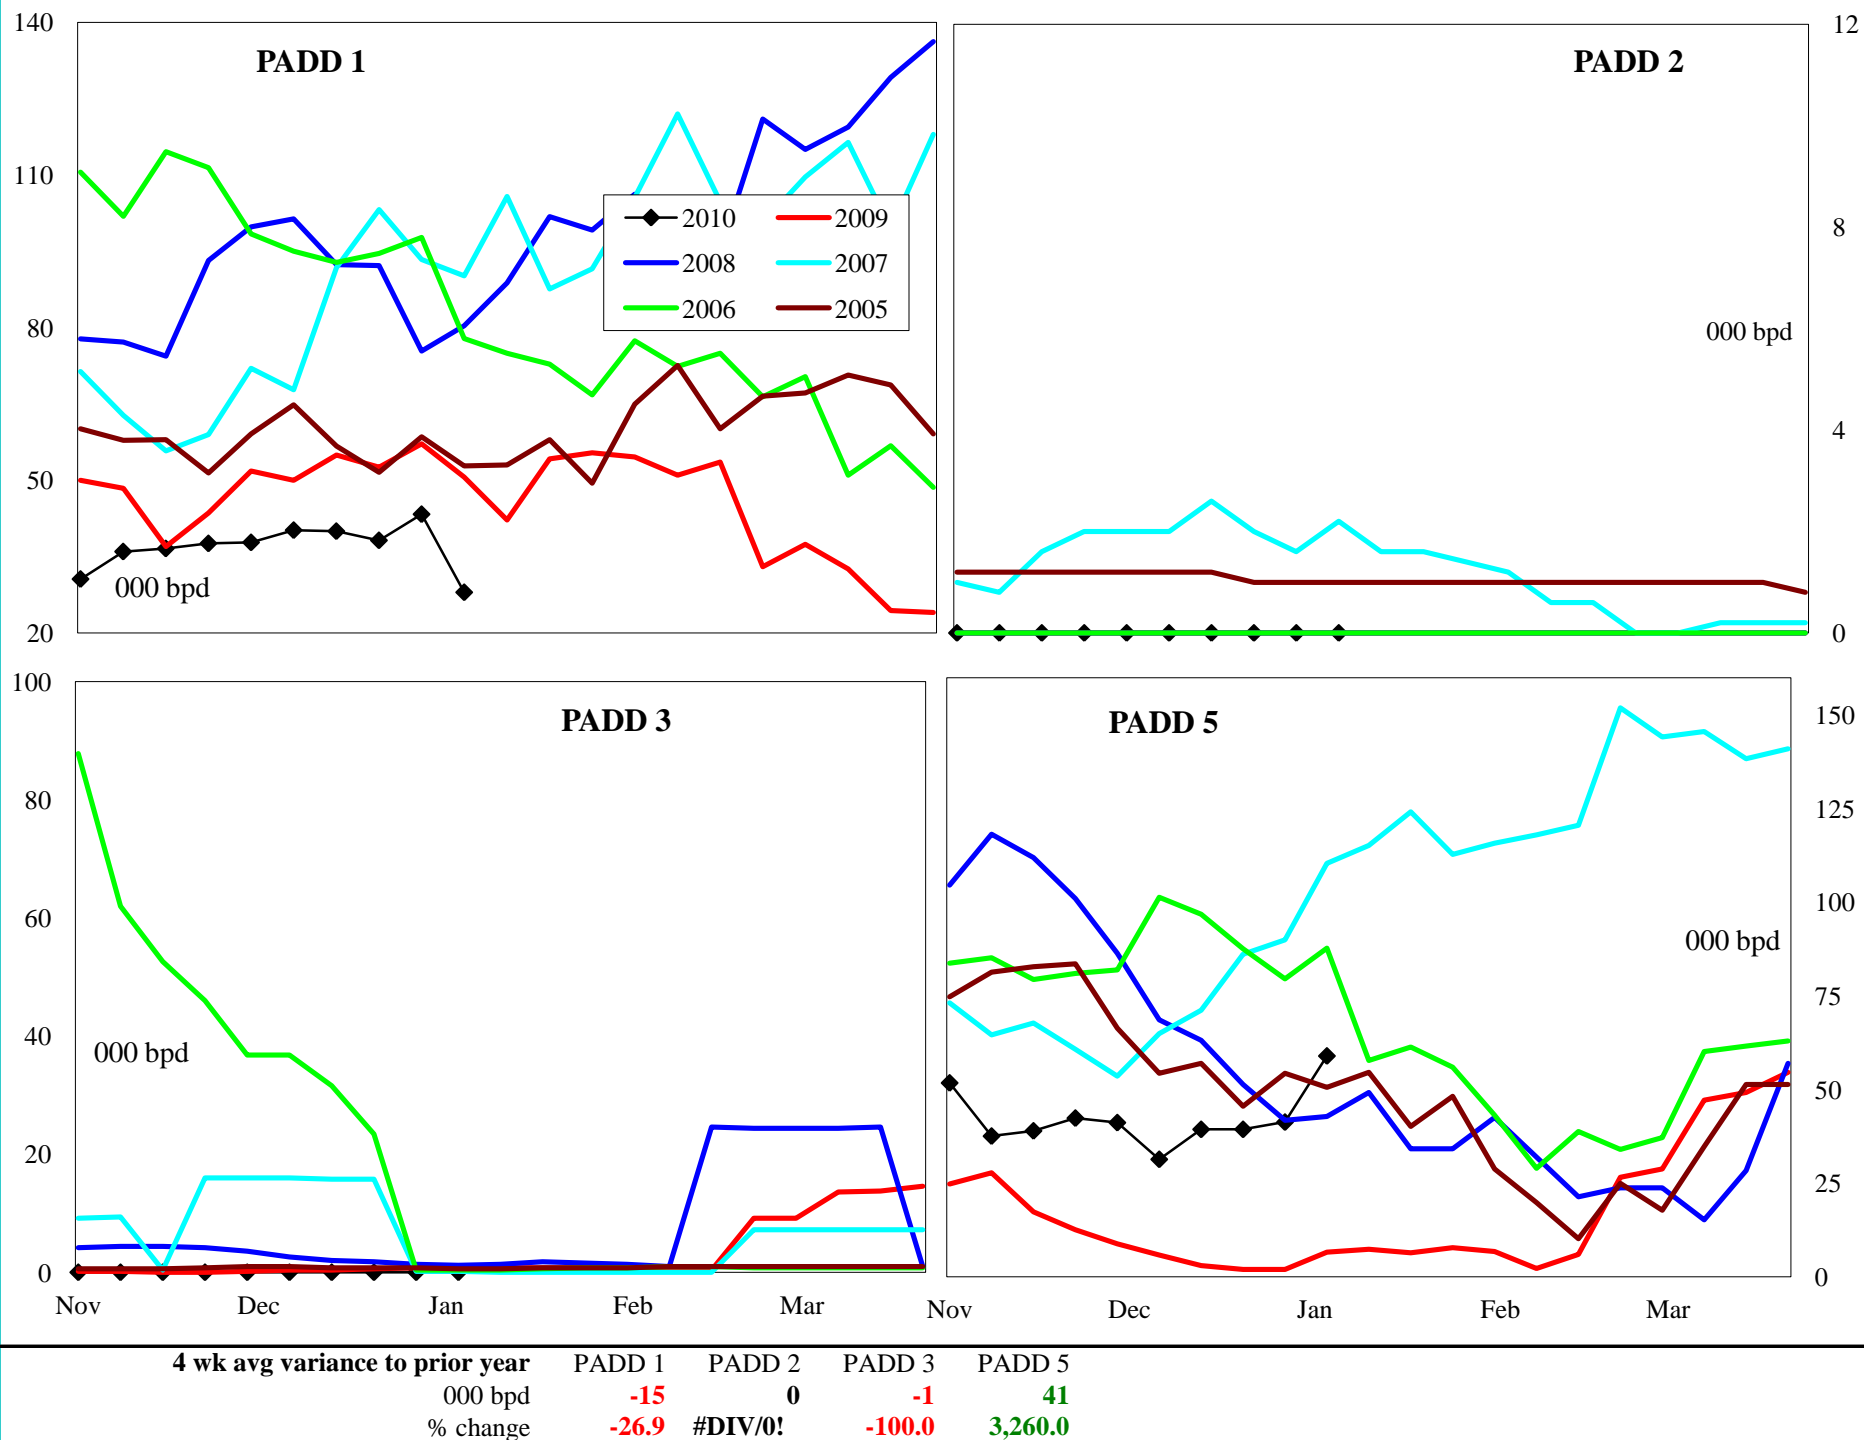 140
110
80
50
20
PADD 1
000 bpd
2010 2009
2008 2007
2006 2005
PADD 2
12
8
4
0
000 bpd
100
80
60
40
20
0
PADD 3
000 bpd
Nov Dec Jan Feb Mar
PADD 5
150
125
100
75
50
25
0
000 bpd
Nov Dec Jan Feb Mar
4 wk avg variance to prior year PADD 1 PADD 2 PADD 3 PADD 5
000 bpd -15 0 -1 41
% change -26.9 #DIV/0! -100.0 3,260.0